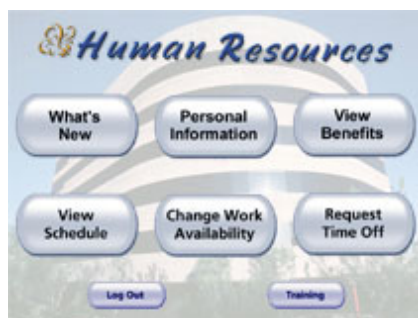 Human Resources
What's
New
Personal
Information
View
Benefits
View
Schedule
Change Work
Availability
Request
Time Off
Log Out
Training